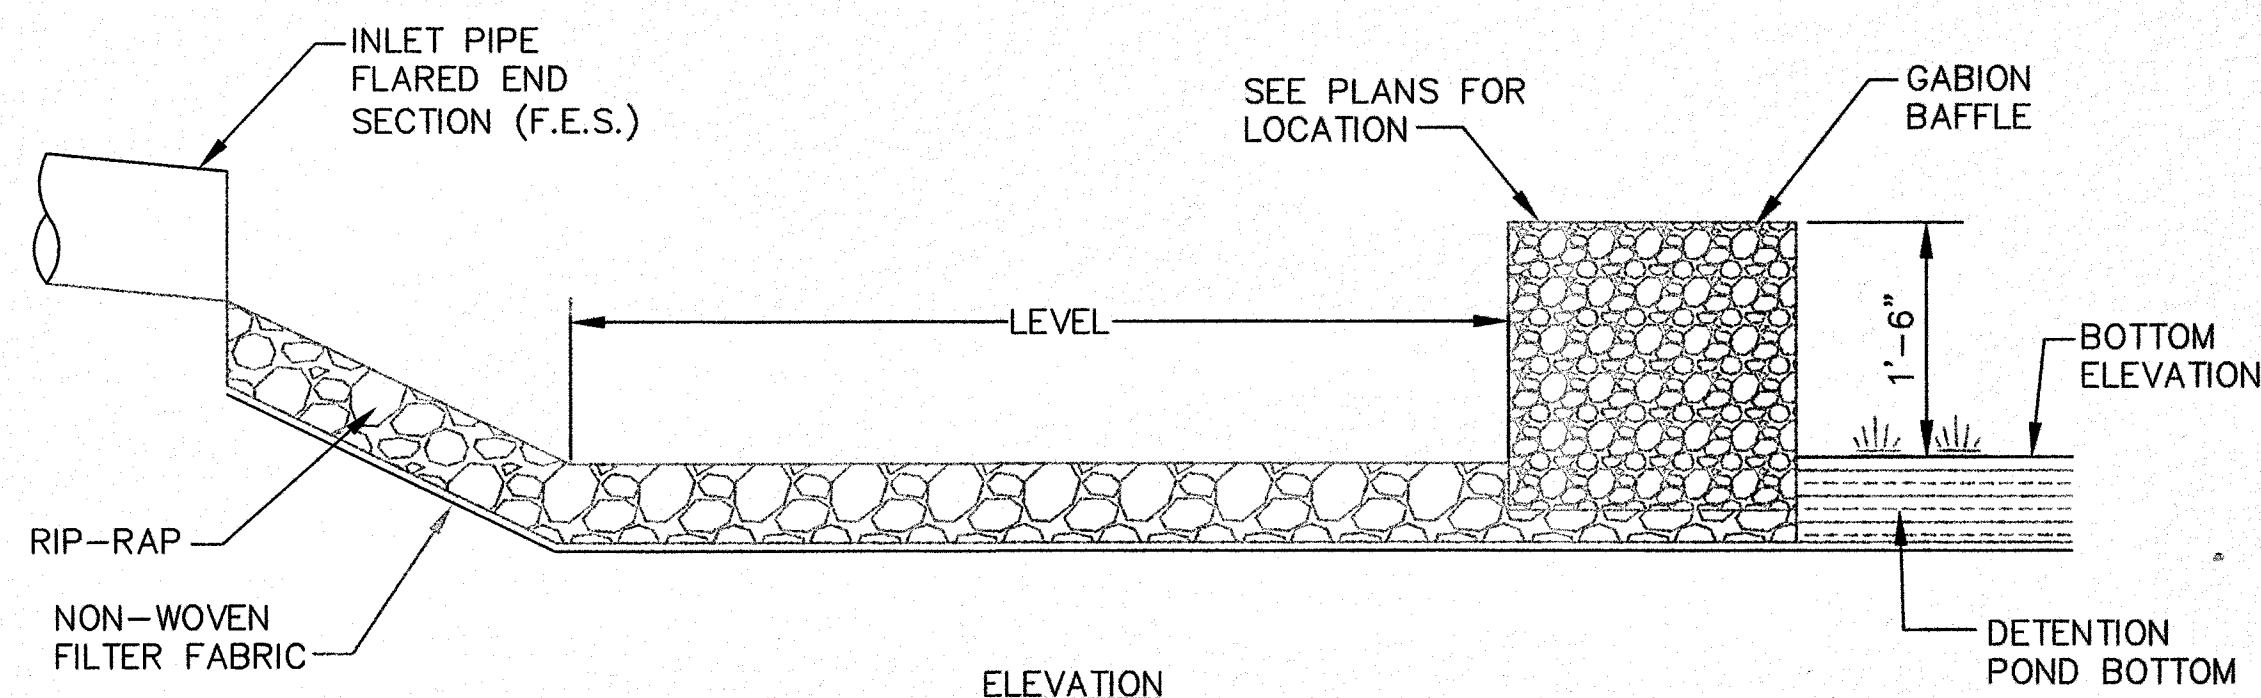 INLET PIPE
FLARED END
SECTION (F.E.S.)
SEE PLANS FOR
LOCATION
GABION
BAFFLE
LEVEL
1'-6"
BOTTOM
ELEVATION
RIP-RAP
NON-WOVEN
FILTER FABRIC
DETENTION
POND BOTTOM
ELEVATION